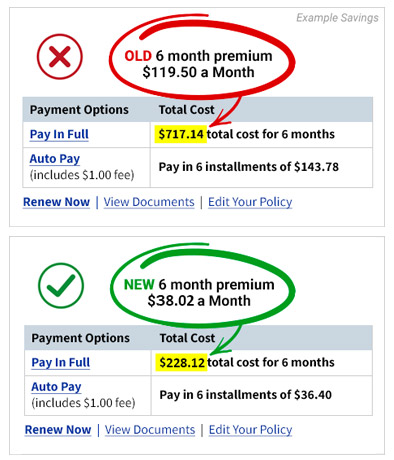 Example Savings
OLD 6 month premium
$119.50 a Month
Payment Options Total Cost
Pay In Full $717.14 total cost for 6 months
Auto Pay
(includes $1.00 fee) Pay in 6 installments of $143.78
Renew Now | View Documents | Edit Your Policy
NEW 6 month premium
$38.02 a Month
Payment Options Total Cost
Pay In Full $228.12 total cost for 6 months
Auto Pay
(includes $1.00 fee) Pay in 6 installments of $36.40
Renew Now | View Documents | Edit Your Policy